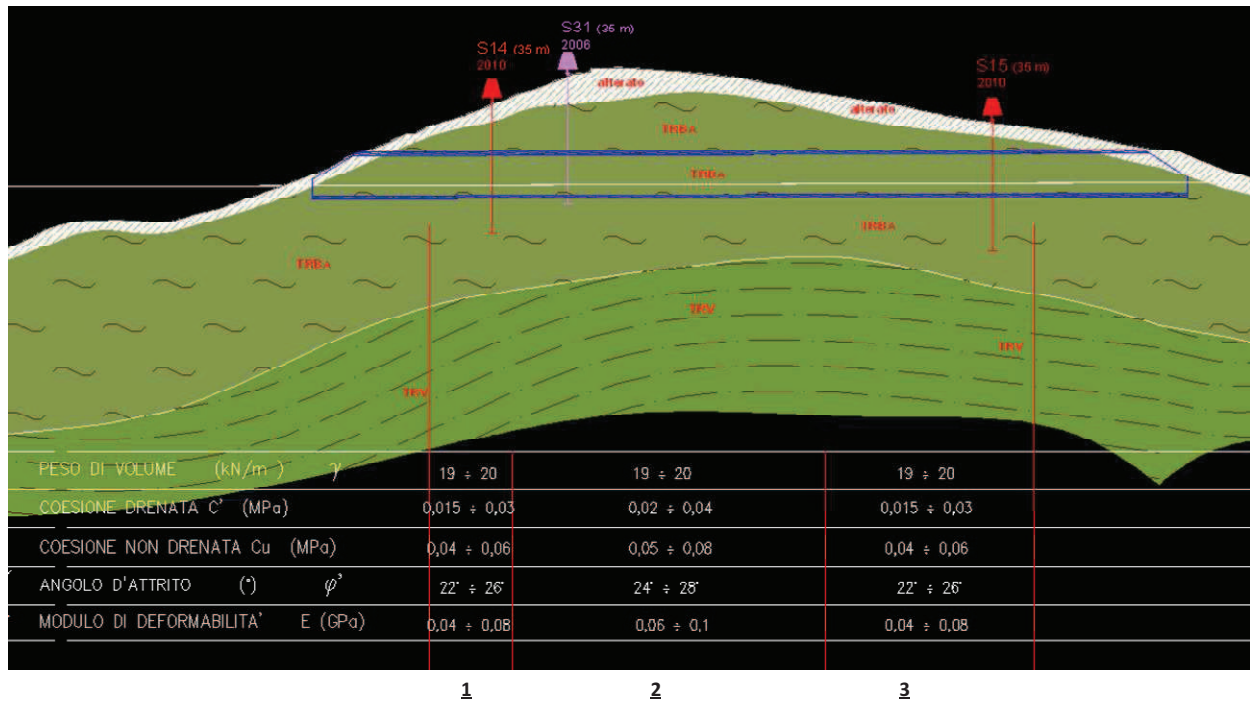 S31 (35 m)
2006
S14 (35 m)
2010
S15 (35 m)
2010
alterato
alterato
TRBA
TRBA
TRBA
TRBA
TRV
TRV
TRV
PESO DI VOLUME (kN/m ) γ 19 ÷ 20 19 ÷ 20 19 ÷ 20
COESIONE DRENATA C' (MPa) 0,015 ÷ 0,03 0,02 ÷ 0,04 0,015 ÷ 0,03
COESIONE NON DRENATA Cu (MPa) 0,04 ÷ 0,06 0,05 ÷ 0,08 0,04 ÷ 0,06
ANGOLO D'ATTRITO (°) φ' 22° ÷ 26° 24° ÷ 28° 22° ÷ 26°
MODULO DI DEFORMABILITA' E (GPa) 0,04 ÷ 0,08 0,06 ÷ 0,1 0,04 ÷ 0,08
1 2 3